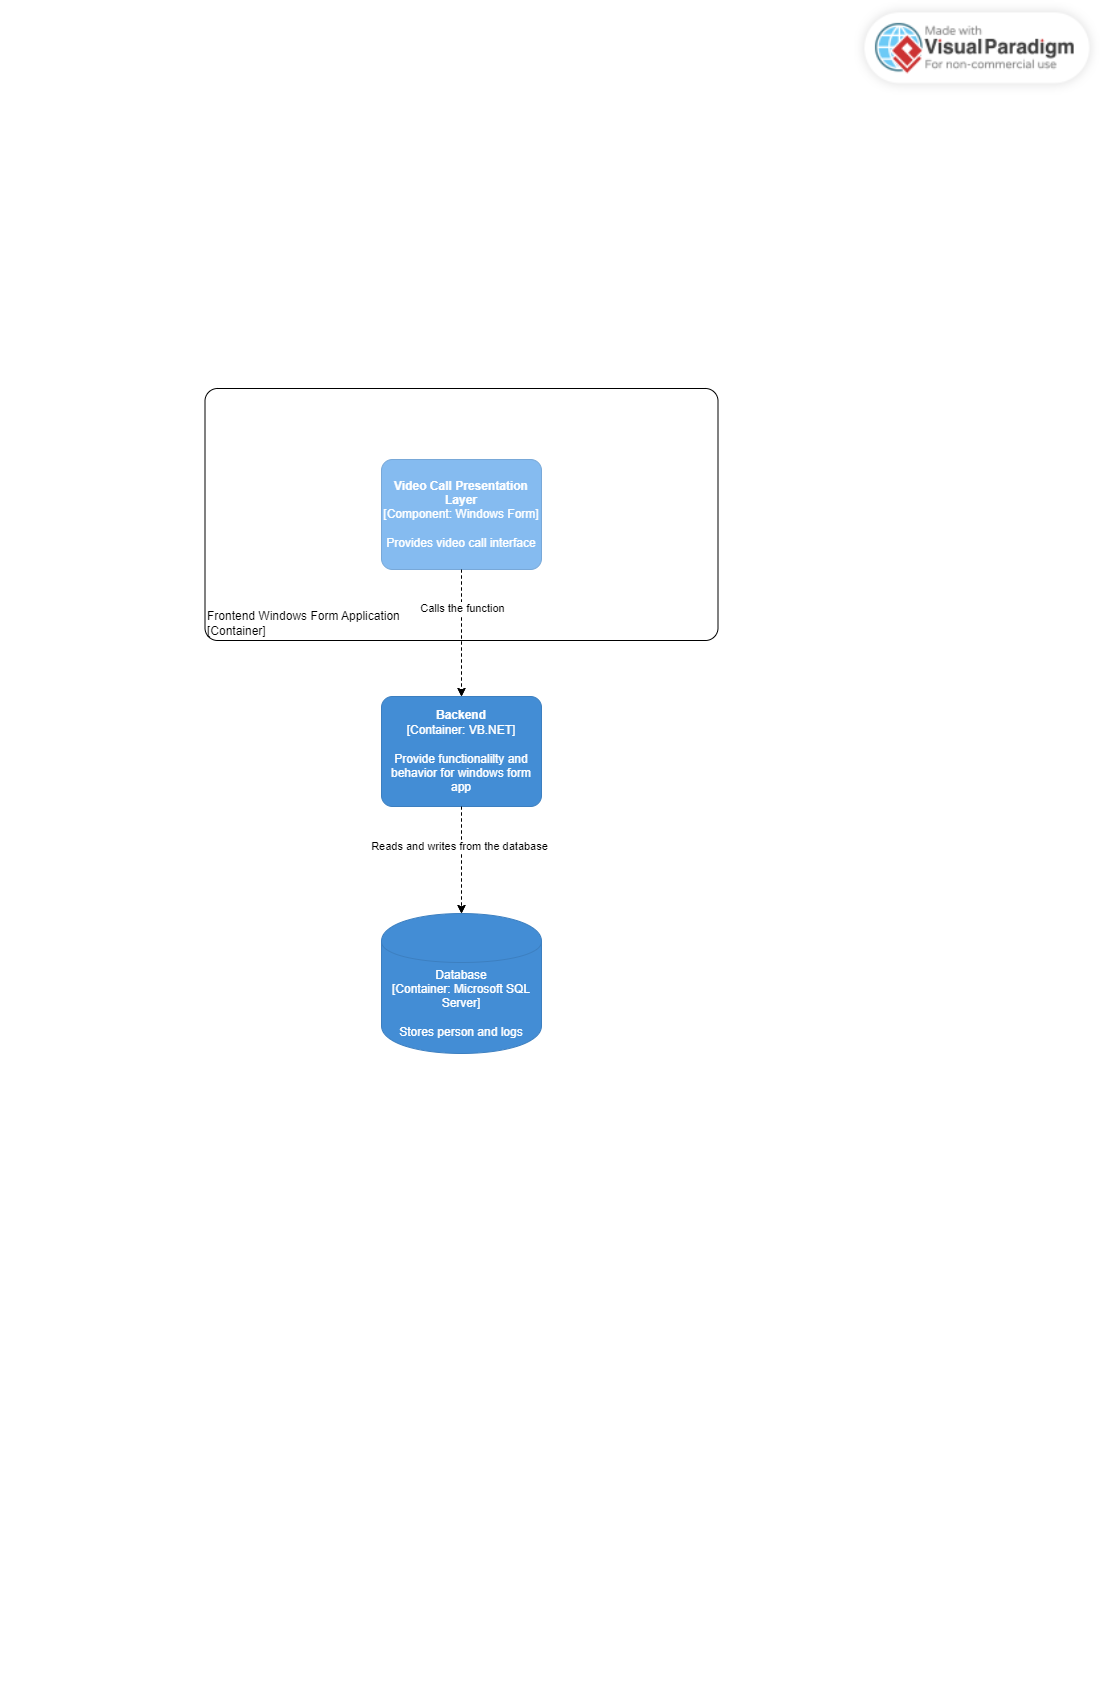 Made with
Visual Paradigm
For non-commercial use
Video Call Presentation
Layer
[Component: Windows Form]
Provides video call interface
Calls the function
Frontend Windows Form Application
[Container]
Backend
[Container: VB.NET]
Provide functionalilty and
behavior for windows form
app
Reads and writes from the database
Database
[Container: Microsoft SQL
Server]
Stores person and logs